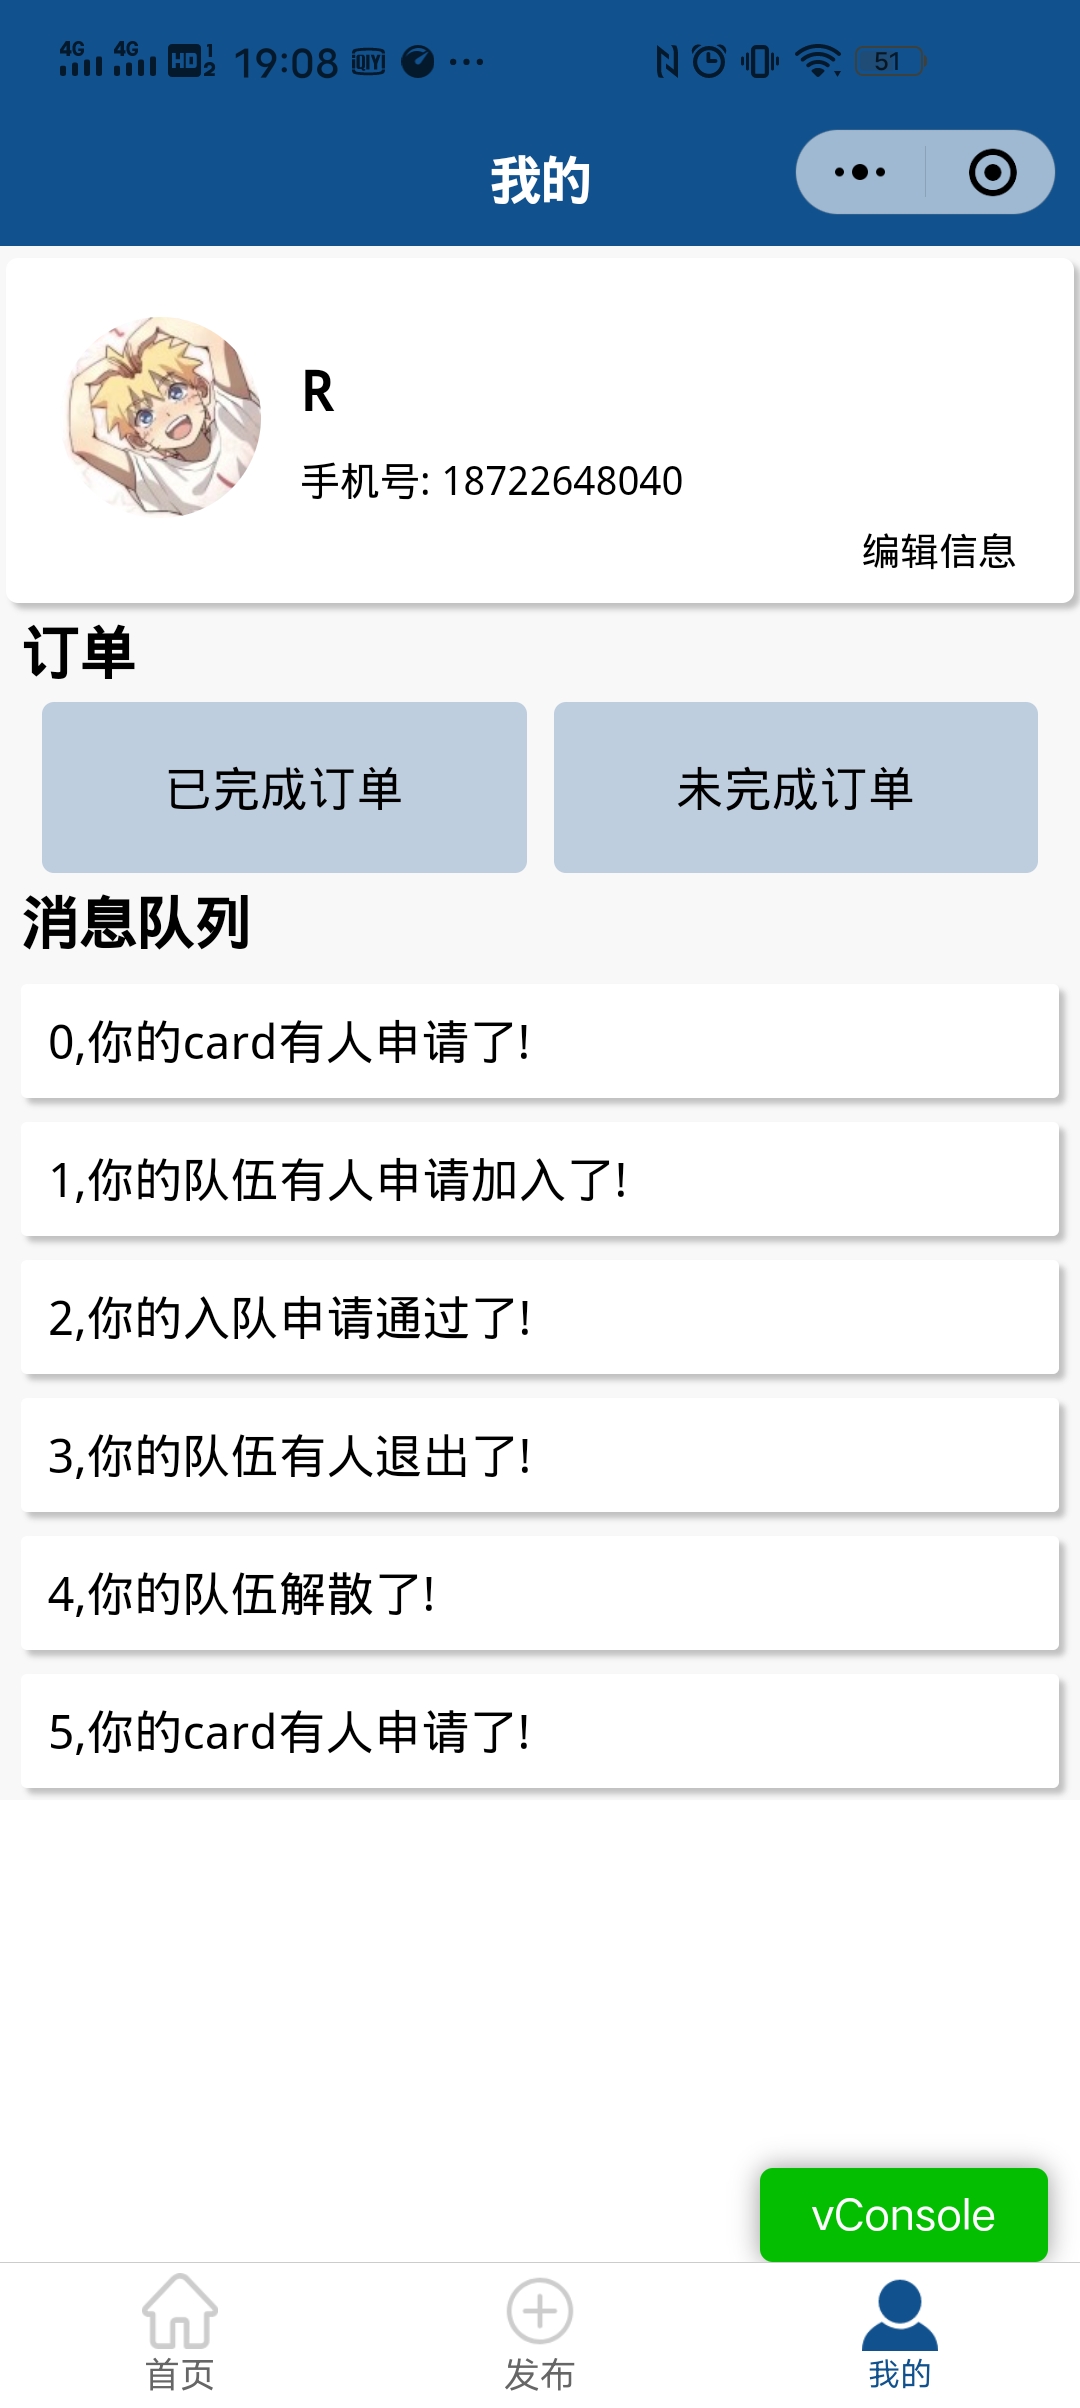 4G 4G HD 1 2 19:08 iQIYI 51
我的
R
手机号: 18722648040
编辑信息
订单
已完成订单 未完成订单
消息队列
0,你的card有人申请了!
1,你的队伍有人申请加入了!
2,你的入队申请通过了!
3,你的队伍有人退出了!
4,你的队伍解散了!
5,你的card有人申请了!
vConsole
首页 发布 我的